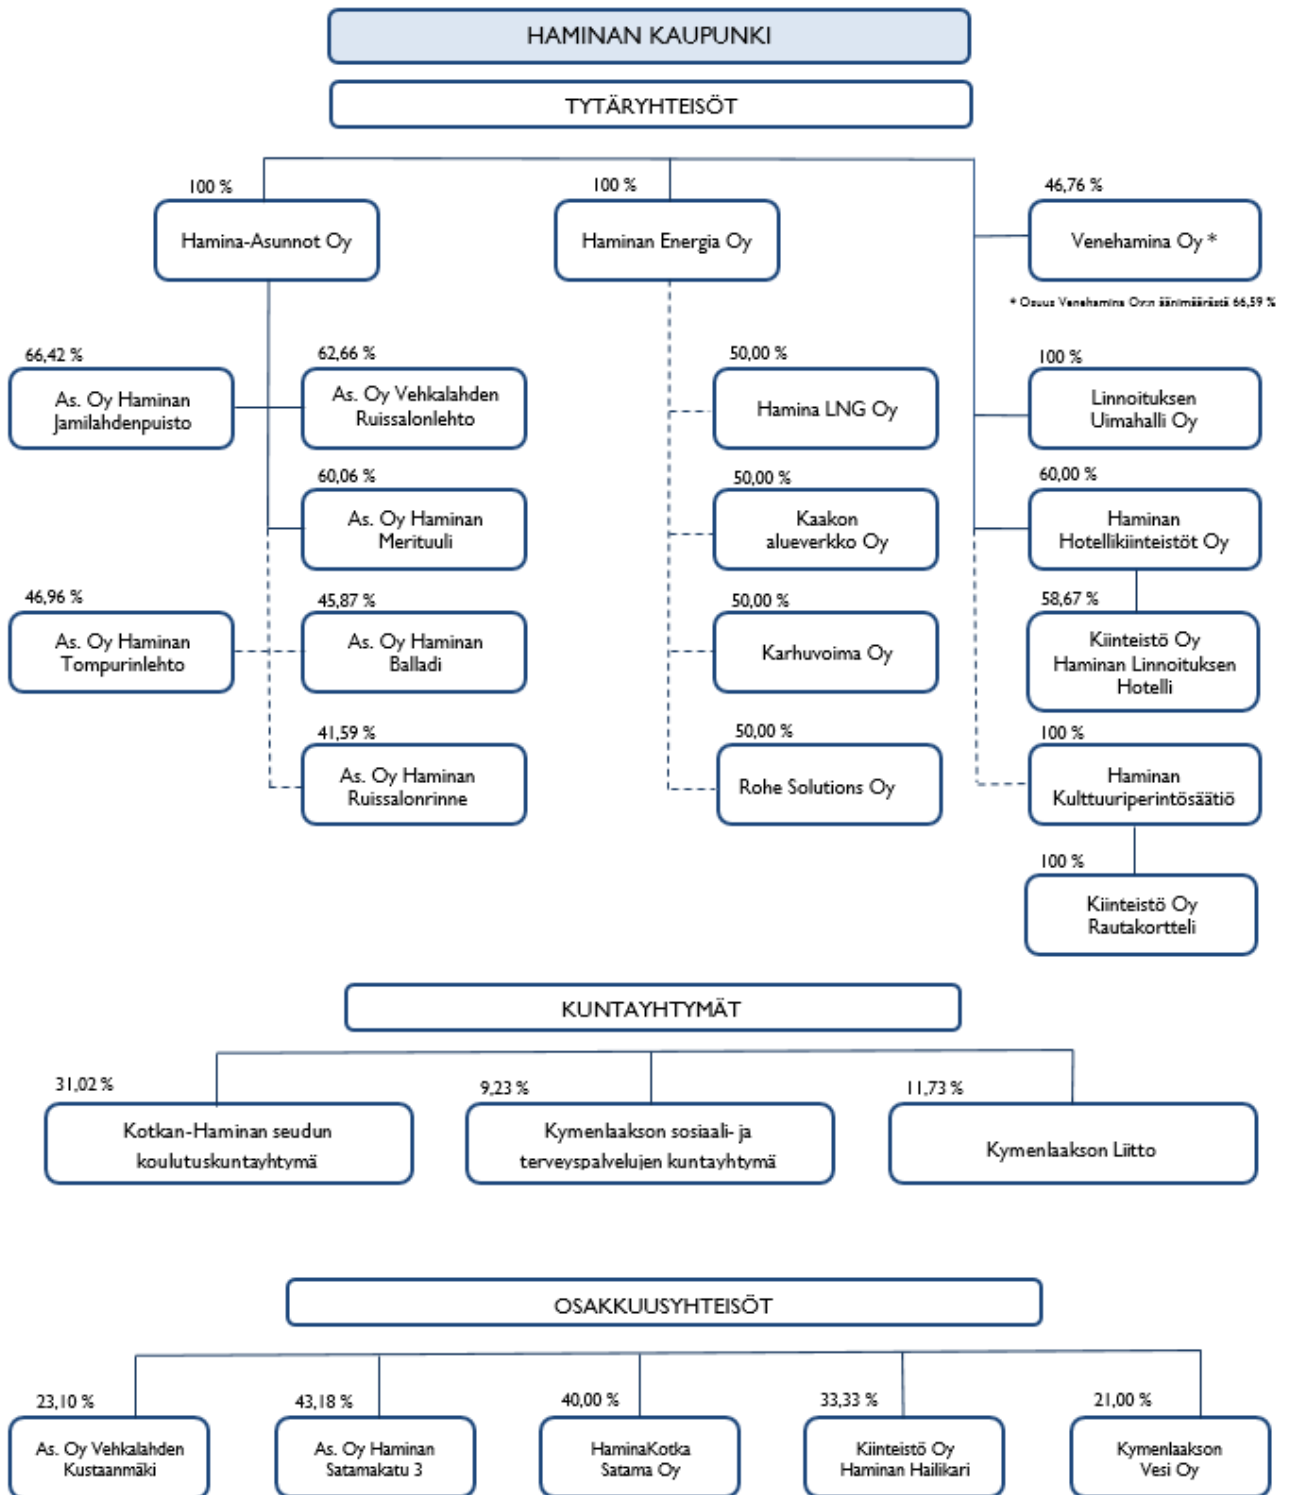 HAMINAN KAUPUNKI
TYTÄRYHTEISÖT
100 %
Hamina-Asunnot Oy
100 %
Haminan Energia Oy
46,76 %
Venehamina Oy *
* Osuus Venehamina Oy:n äänimäärästä 66,59 %
66,42 %
As. Oy Haminan
Jamilahdenpuisto
62,66 %
As. Oy Vehkalahden
Ruissalonlehto
50,00 %
Hamina LNG Oy
100 %
Linnoituksen
Uimahalli Oy
60,06 %
As. Oy Haminan
Merituuli
50,00 %
Kaakon
alueverkko Oy
60,00 %
Haminan
Hotellikiinteistöt Oy
46,96 %
As. Oy Haminan
Tompurinlehto
45,87 %
As. Oy Haminan
Balladi
50,00 %
Karhuvoima Oy
58,67 %
Kiinteistö Oy
Haminan Linnoituksen
Hotelli
41,59 %
As. Oy Haminan
Ruissalonrinne
50,00 %
Rohe Solutions Oy
100 %
Haminan
Kulttuuriperintösäätiö
100 %
Kiinteistö Oy
Rautakortteli
KUNTAYHTYMÄT
31,02 %
Kotkan-Haminan seudun
koulutuskuntayhtymä
9,23 %
Kymenlaakson sosiaali- ja
terveyspalvelujen kuntayhtymä
11,73 %
Kymenlaakson Liitto
OSAKKUUSYHTEISÖT
23,10 %
As. Oy Vehkalahden
Kustaanmäki
43,18 %
As. Oy Haminan
Satamakatu 3
40,00 %
HaminaKotka
Satama Oy
33,33 %
Kiinteistö Oy
Haminan Hailikari
21,00 %
Kymenlaakson
Vesi Oy